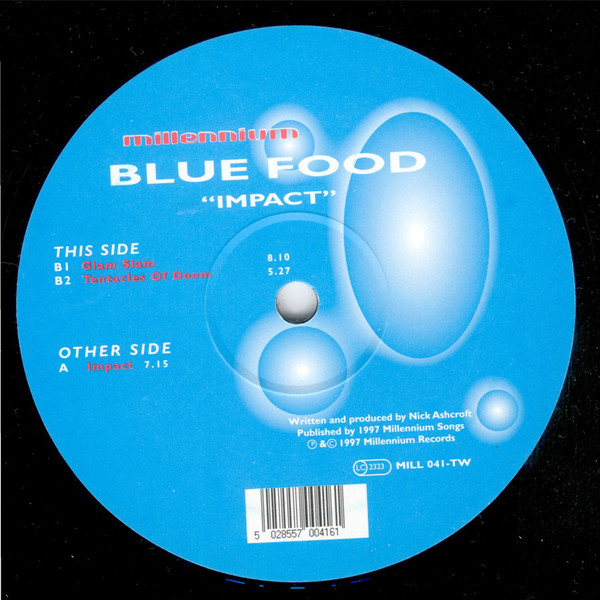 millennium
BLUE FOOD
"IMPACT"
THIS SIDE
B1 Glam Slam 8.10
B2 Tentacles Of Doom 5.27
OTHER SIDE
A Impact 7.15
Written and produced by Nick Ashcroft
Published by 1997 Millennium Songs
℗ & © 1997 Millennium Records
LC 2323 MILL 041-TW
5 028557 004161